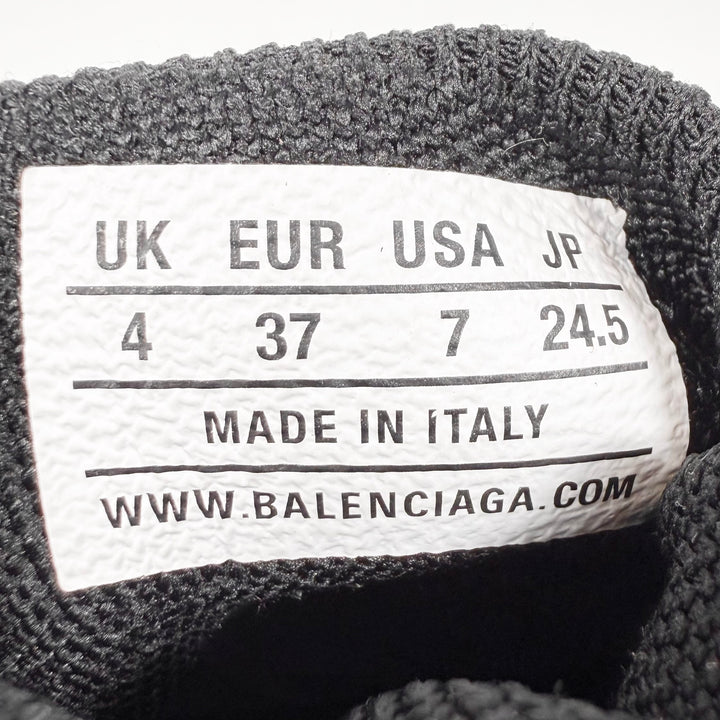 UK EUR USA JP
4 37 7 24.5
MADE IN ITALY
WWW.BALENCIAGA.COM